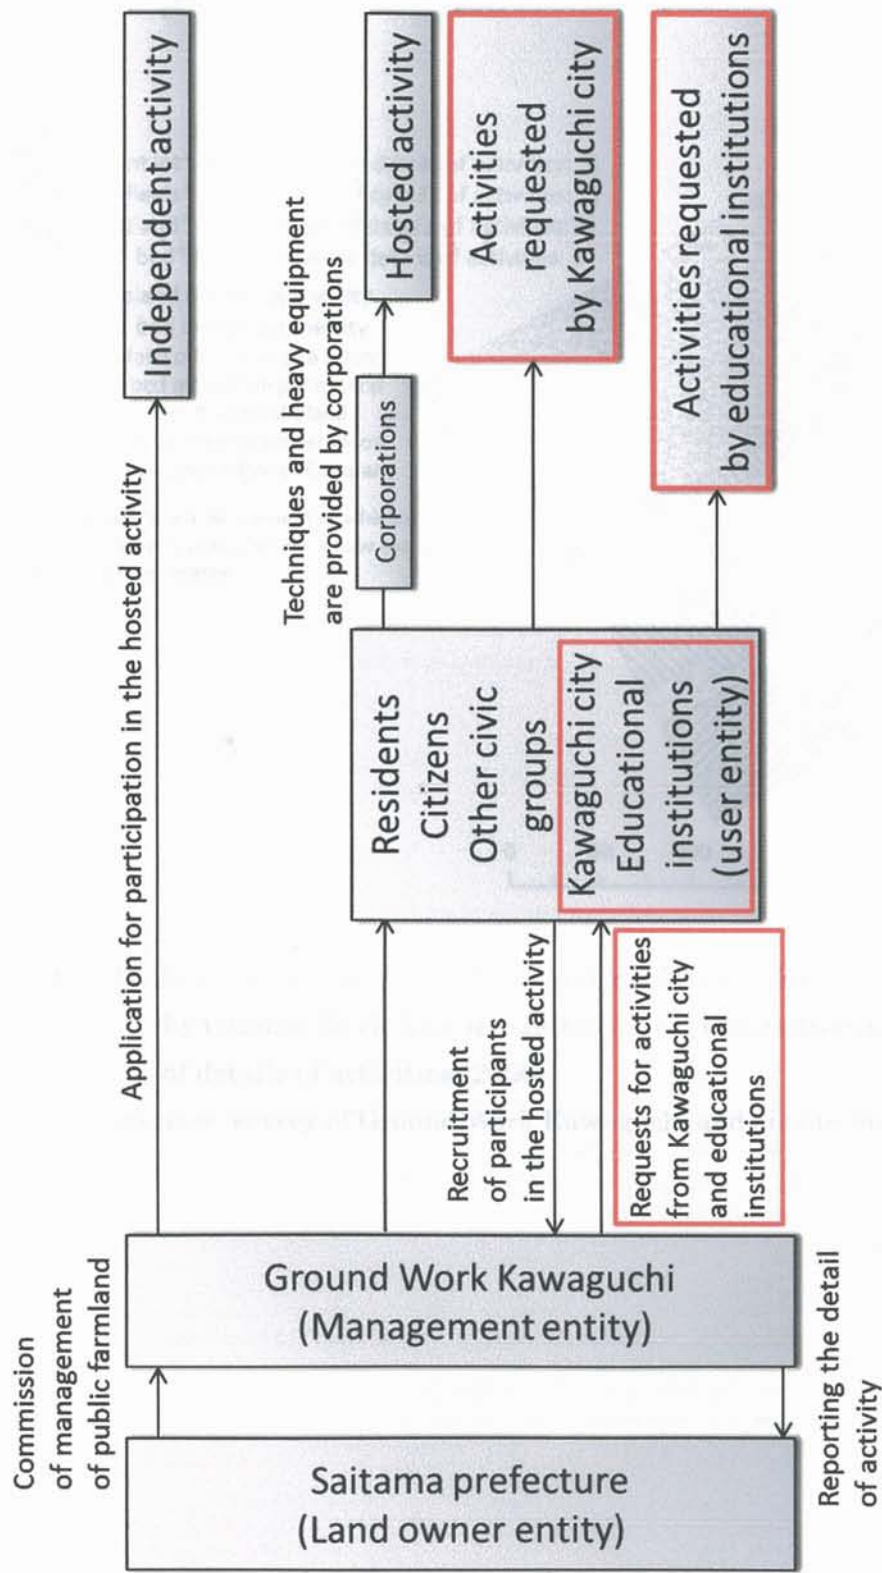 Commission
of management
of public farmland
Saitama prefecture
(Land owner entity)
Reporting the detail
of activity
Ground Work Kawaguchi
(Management entity)
Application for participation in the hosted activity
Independent activity
Recruitment
of participants
in the hosted activity
Requests for activities
from Kawaguchi city
and educational
institutions
Residents
Citizens
Other civic
groups
Kawaguchi city
Educational
institutions
(user entity)
Techniques and heavy equipment
are provided by corporations
Corporations
Hosted activity
Activities
requested
by Kawaguchi city
Activities requested
by educational institutions